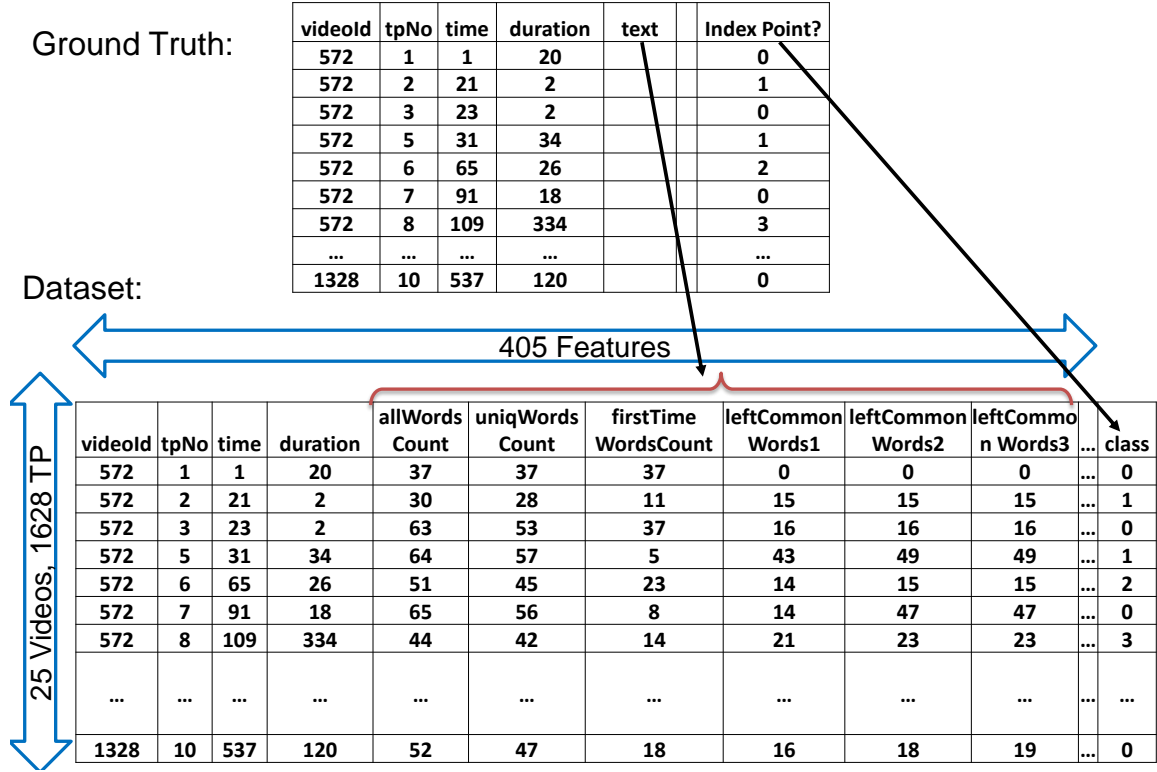 Ground Truth:
videoId tpNo time duration text Index Point?
572 1 1 20 0
572 2 21 2 1
572 3 23 2 0
572 5 31 34 1
572 6 65 26 2
572 7 91 18 0
572 8 109 334 3
... ... ... ... ...
1328 10 537 120 0
Dataset:
405 Features
25 Videos, 1628 TP
videoId tpNo time duration allWords Count uniqWords Count firstTime WordsCount leftCommon Words1 leftCommon Words2 leftCommo n Words3 ... class
572 1 1 20 37 37 37 0 0 0 ... 0
572 2 21 2 30 28 11 15 15 15 ... 1
572 3 23 2 63 53 37 16 16 16 ... 0
572 5 31 34 64 57 5 43 49 49 ... 1
572 6 65 26 51 45 23 14 15 15 ... 2
572 7 91 18 65 56 8 14 47 47 ... 0
572 8 109 334 44 42 14 21 23 23 ... 3
... ... ... ... ... ... ... ... ... ... ... ...
1328 10 537 120 52 47 18 16 18 19 ... 0